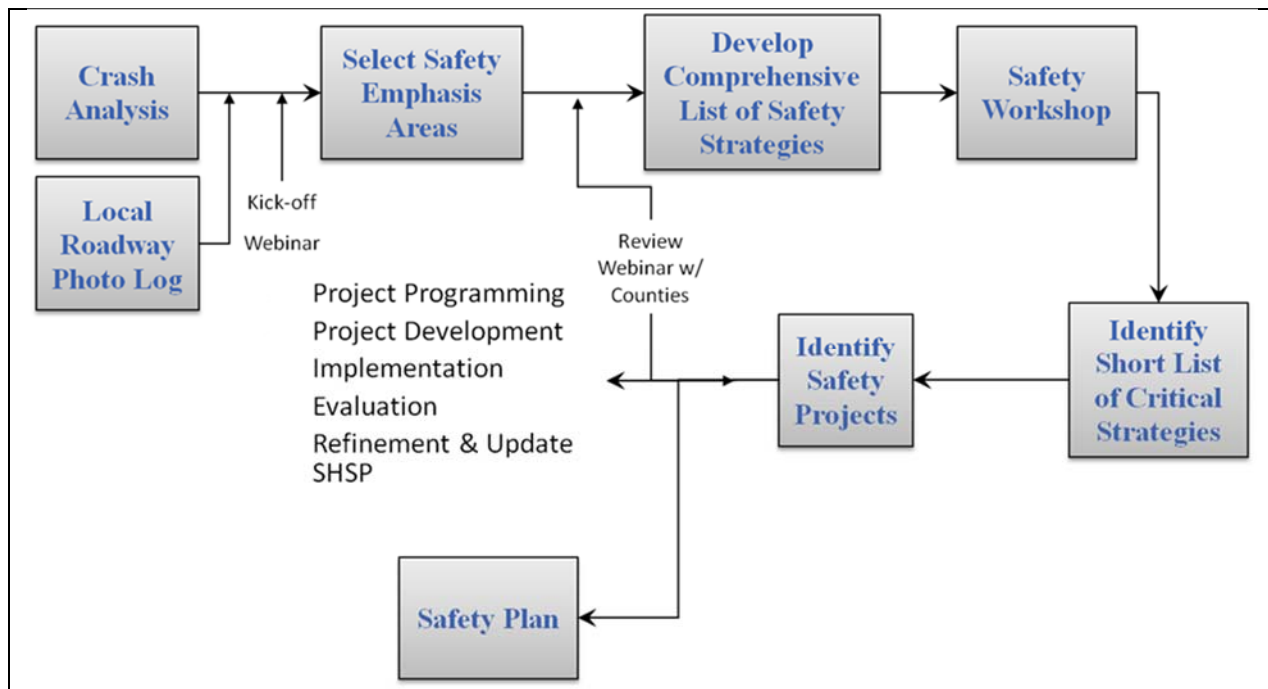 Crash
Analysis
Select Safety
Emphasis
Areas
Develop
Comprehensive
List of Safety
Strategies
Safety
Workshop
Local
Roadway
Photo Log
Kick-off
Webinar
Review
Webinar w/
Counties
Project Programming
Project Development
Implementation
Evaluation
Refinement & Update
SHSP
Identify
Safety
Projects
Identify
Short List
of Critical
Strategies
Safety Plan